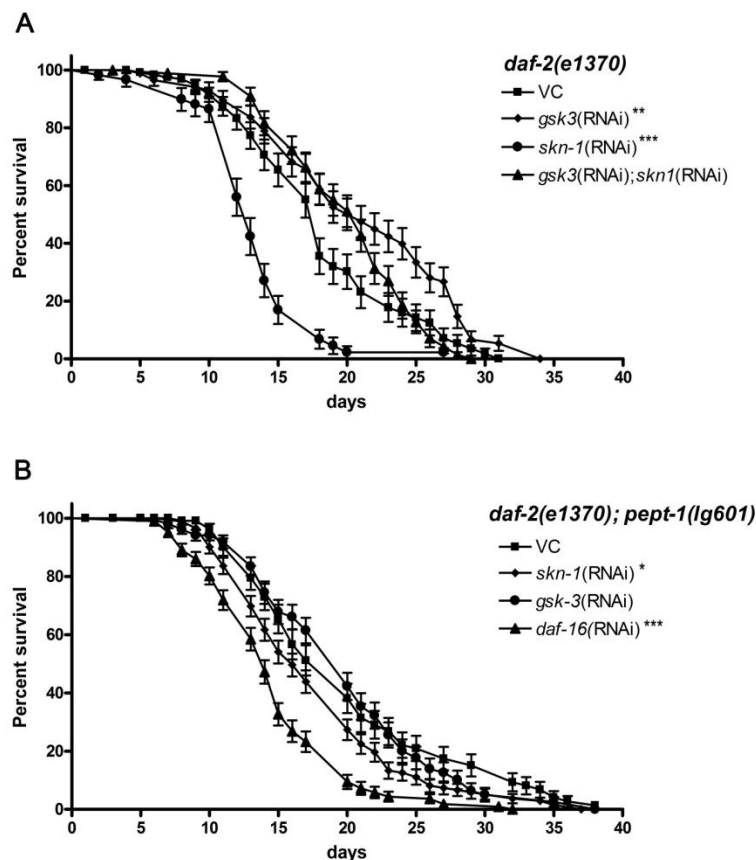 A
daf-2(e1370)
VC
gsk3(RNAi) **
skn-1(RNAi) ***
gsk3(RNAi);skn1(RNAi)
Percent survival
100
80
60
40
20
0
0 5 10 15 20 25 30 35 40
days
B
daf-2(e1370); pept-1(lg601)
VC
skn-1(RNAi) *
gsk-3(RNAi)
daf-16(RNAi) ***
Percent survival
100
80
60
40
20
0
0 5 10 15 20 25 30 35 40
days